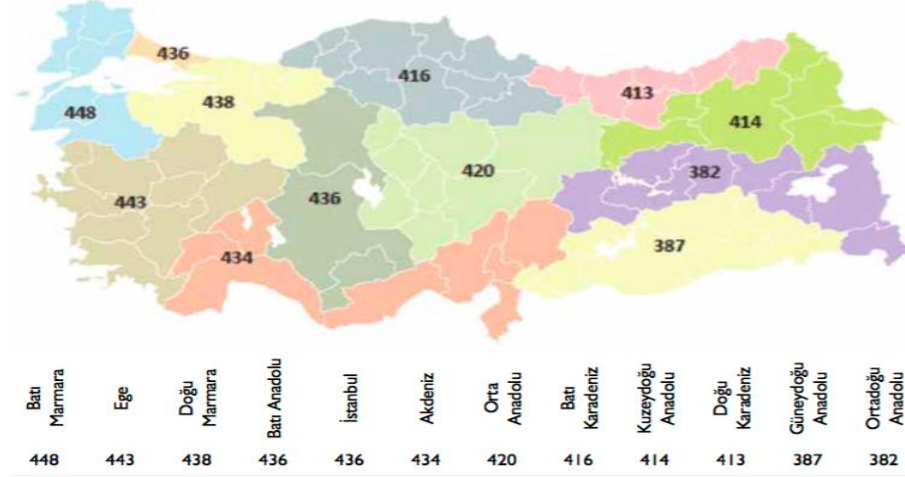 436
416
413
448
438
414
420
382
443
436
434
387
Batı Marmara
Ege
Doğu Marmara
Batı Anadolu
İstanbul
Akdeniz
Orta Anadolu
Batı Karadeniz
Kuzeydoğu Anadolu
Doğu Karadeniz
Güneydoğu Anadolu
Ortadoğu Anadolu
448 443 438 436 436 434 420 416 414 413 387 382